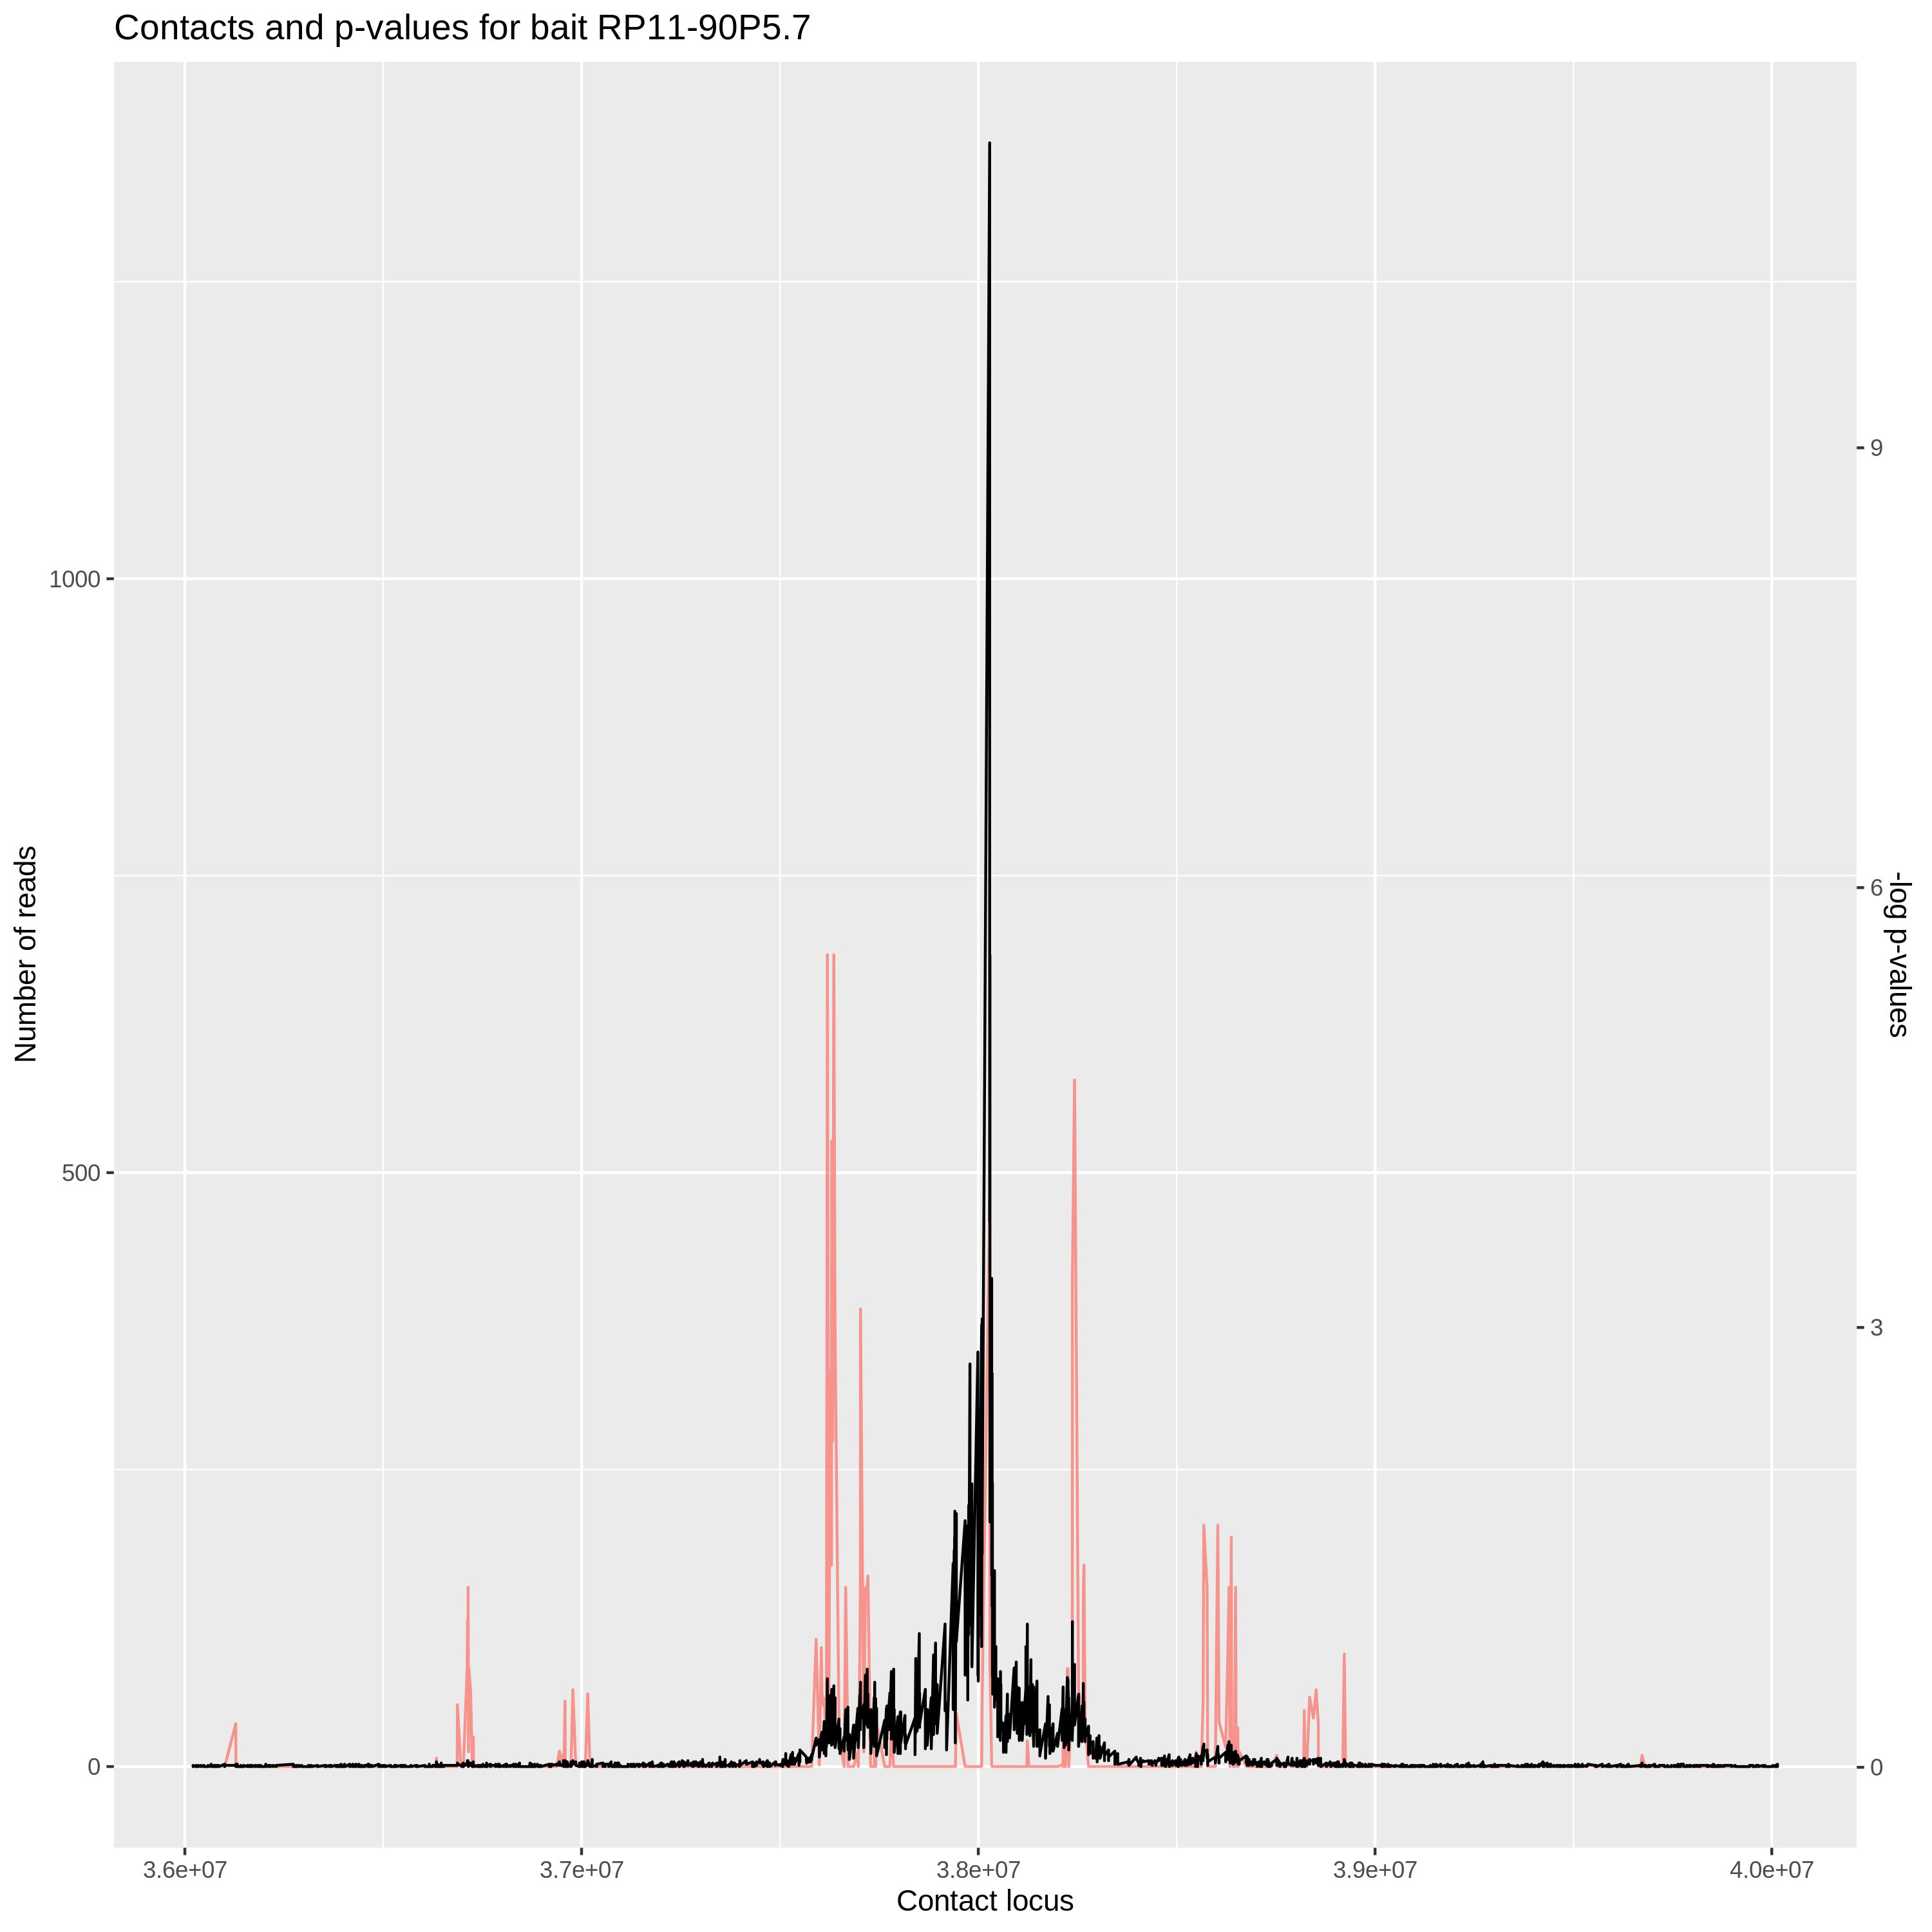 Contacts and p-values for bait RP11-90P5.7
Number of reads
1000
500
0
9
6
3
0
-log p-values
3.6e+07
3.7e+07
3.8e+07
3.9e+07
4.0e+07
Contact locus